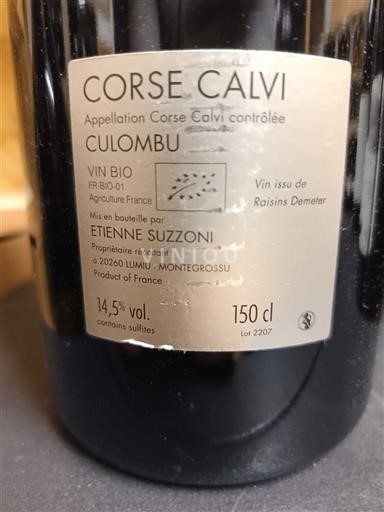 CORSE CALVI
Appellation Corse Calvi contrôlée
CULOMBU
VIN BIO
FR-BIO-01
Agriculture France
Vin issu de
Raisins Demeter
Mis en bouteille par
ETIENNE SUZZONI
Propriétaire récoltant
VINIOU
à 20260 LUMIU - MONTEGROSSU
Product of France
14,5% vol.
contains sulfites
150 cl
Lot 2207